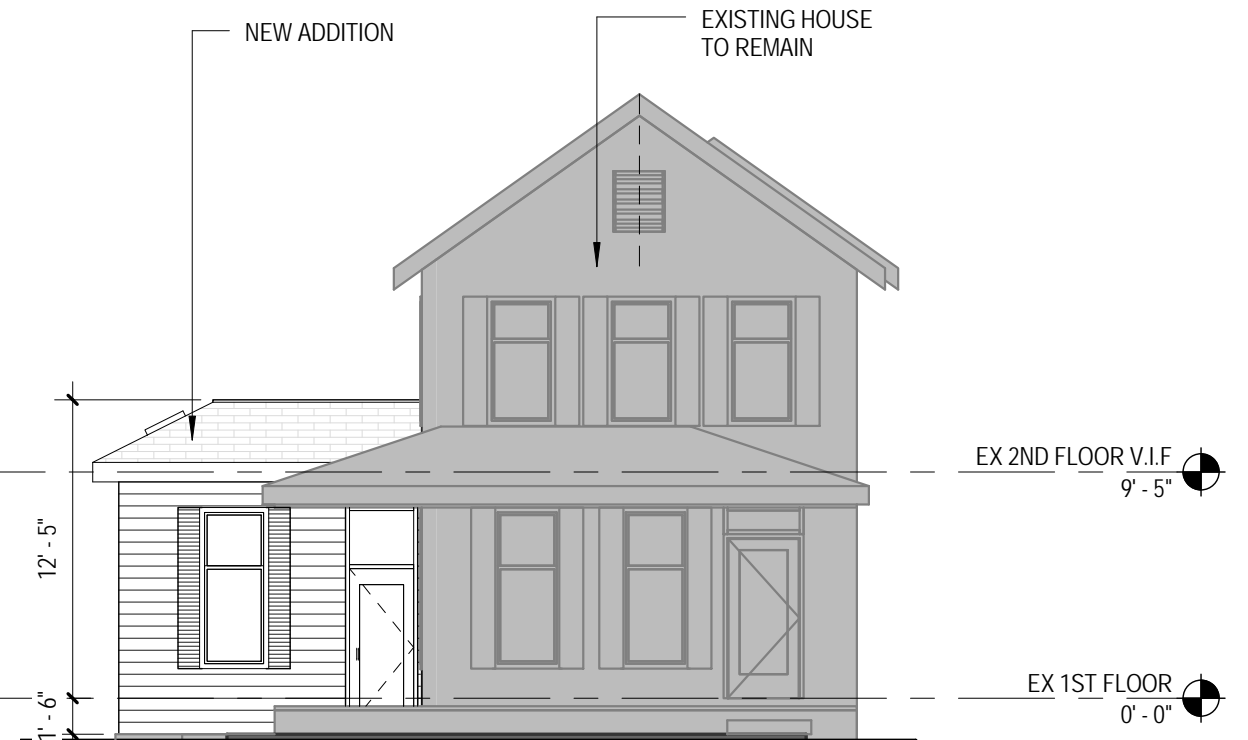 NEW ADDITION
EXISTING HOUSE
TO REMAIN
EX 2ND FLOOR V.I.F
9' - 5"
12' - 5"
EX 1ST FLOOR
0' - 0"
1' - 6"